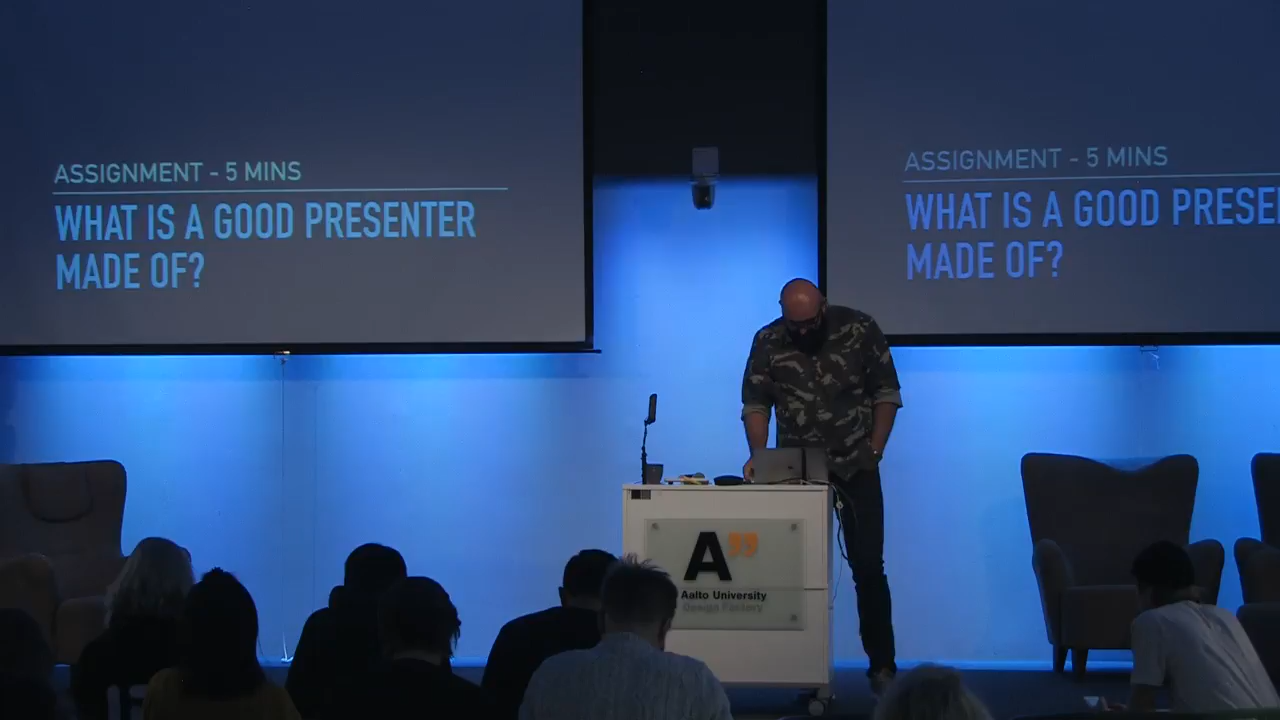 ASSIGNMENT - 5 MINS
WHAT IS A GOOD PRESENTER
MADE OF?
ASSIGNMENT - 5 MINS
WHAT IS A GOOD PRESE
MADE OF?
A"
Aalto University
Design Factory